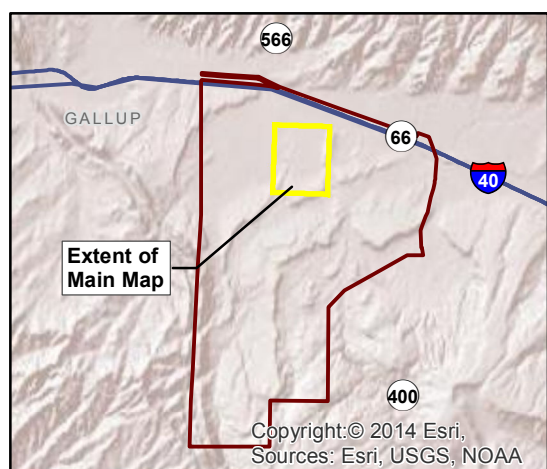 566
GALLUP
66
40
Extent of
Main Map
400
Copyright:© 2014 Esri,
Sources: Esri, USGS, NOAA